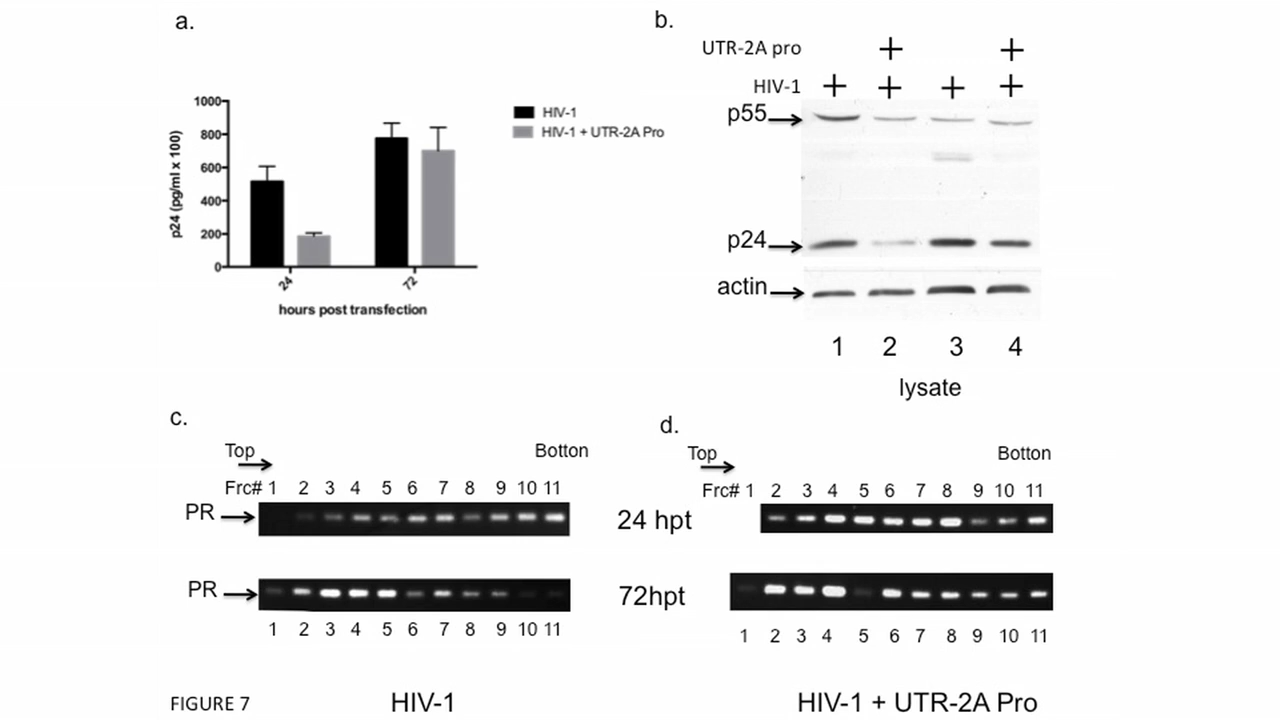 a.
1000
800
600
400
200
0
p24 (pg/ml x 100)
24
72
hours post transfection
HIV-1
HIV-1 + UTR-2A Pro
b.
UTR-2A pro + +
HIV-1 + + + +
p55
p24
actin
1 2 3 4
lysate
c.
Top Botton
Frc# 1 2 3 4 5 6 7 8 9 10 11
PR
PR
1 2 3 4 5 6 7 8 9 10 11
24 hpt
72hpt
d.
Top Botton
Frc# 1 2 3 4 5 6 7 8 9 10 11
1 2 3 4 5 6 7 8 9 10 11
FIGURE 7
HIV-1
HIV-1 + UTR-2A Pro